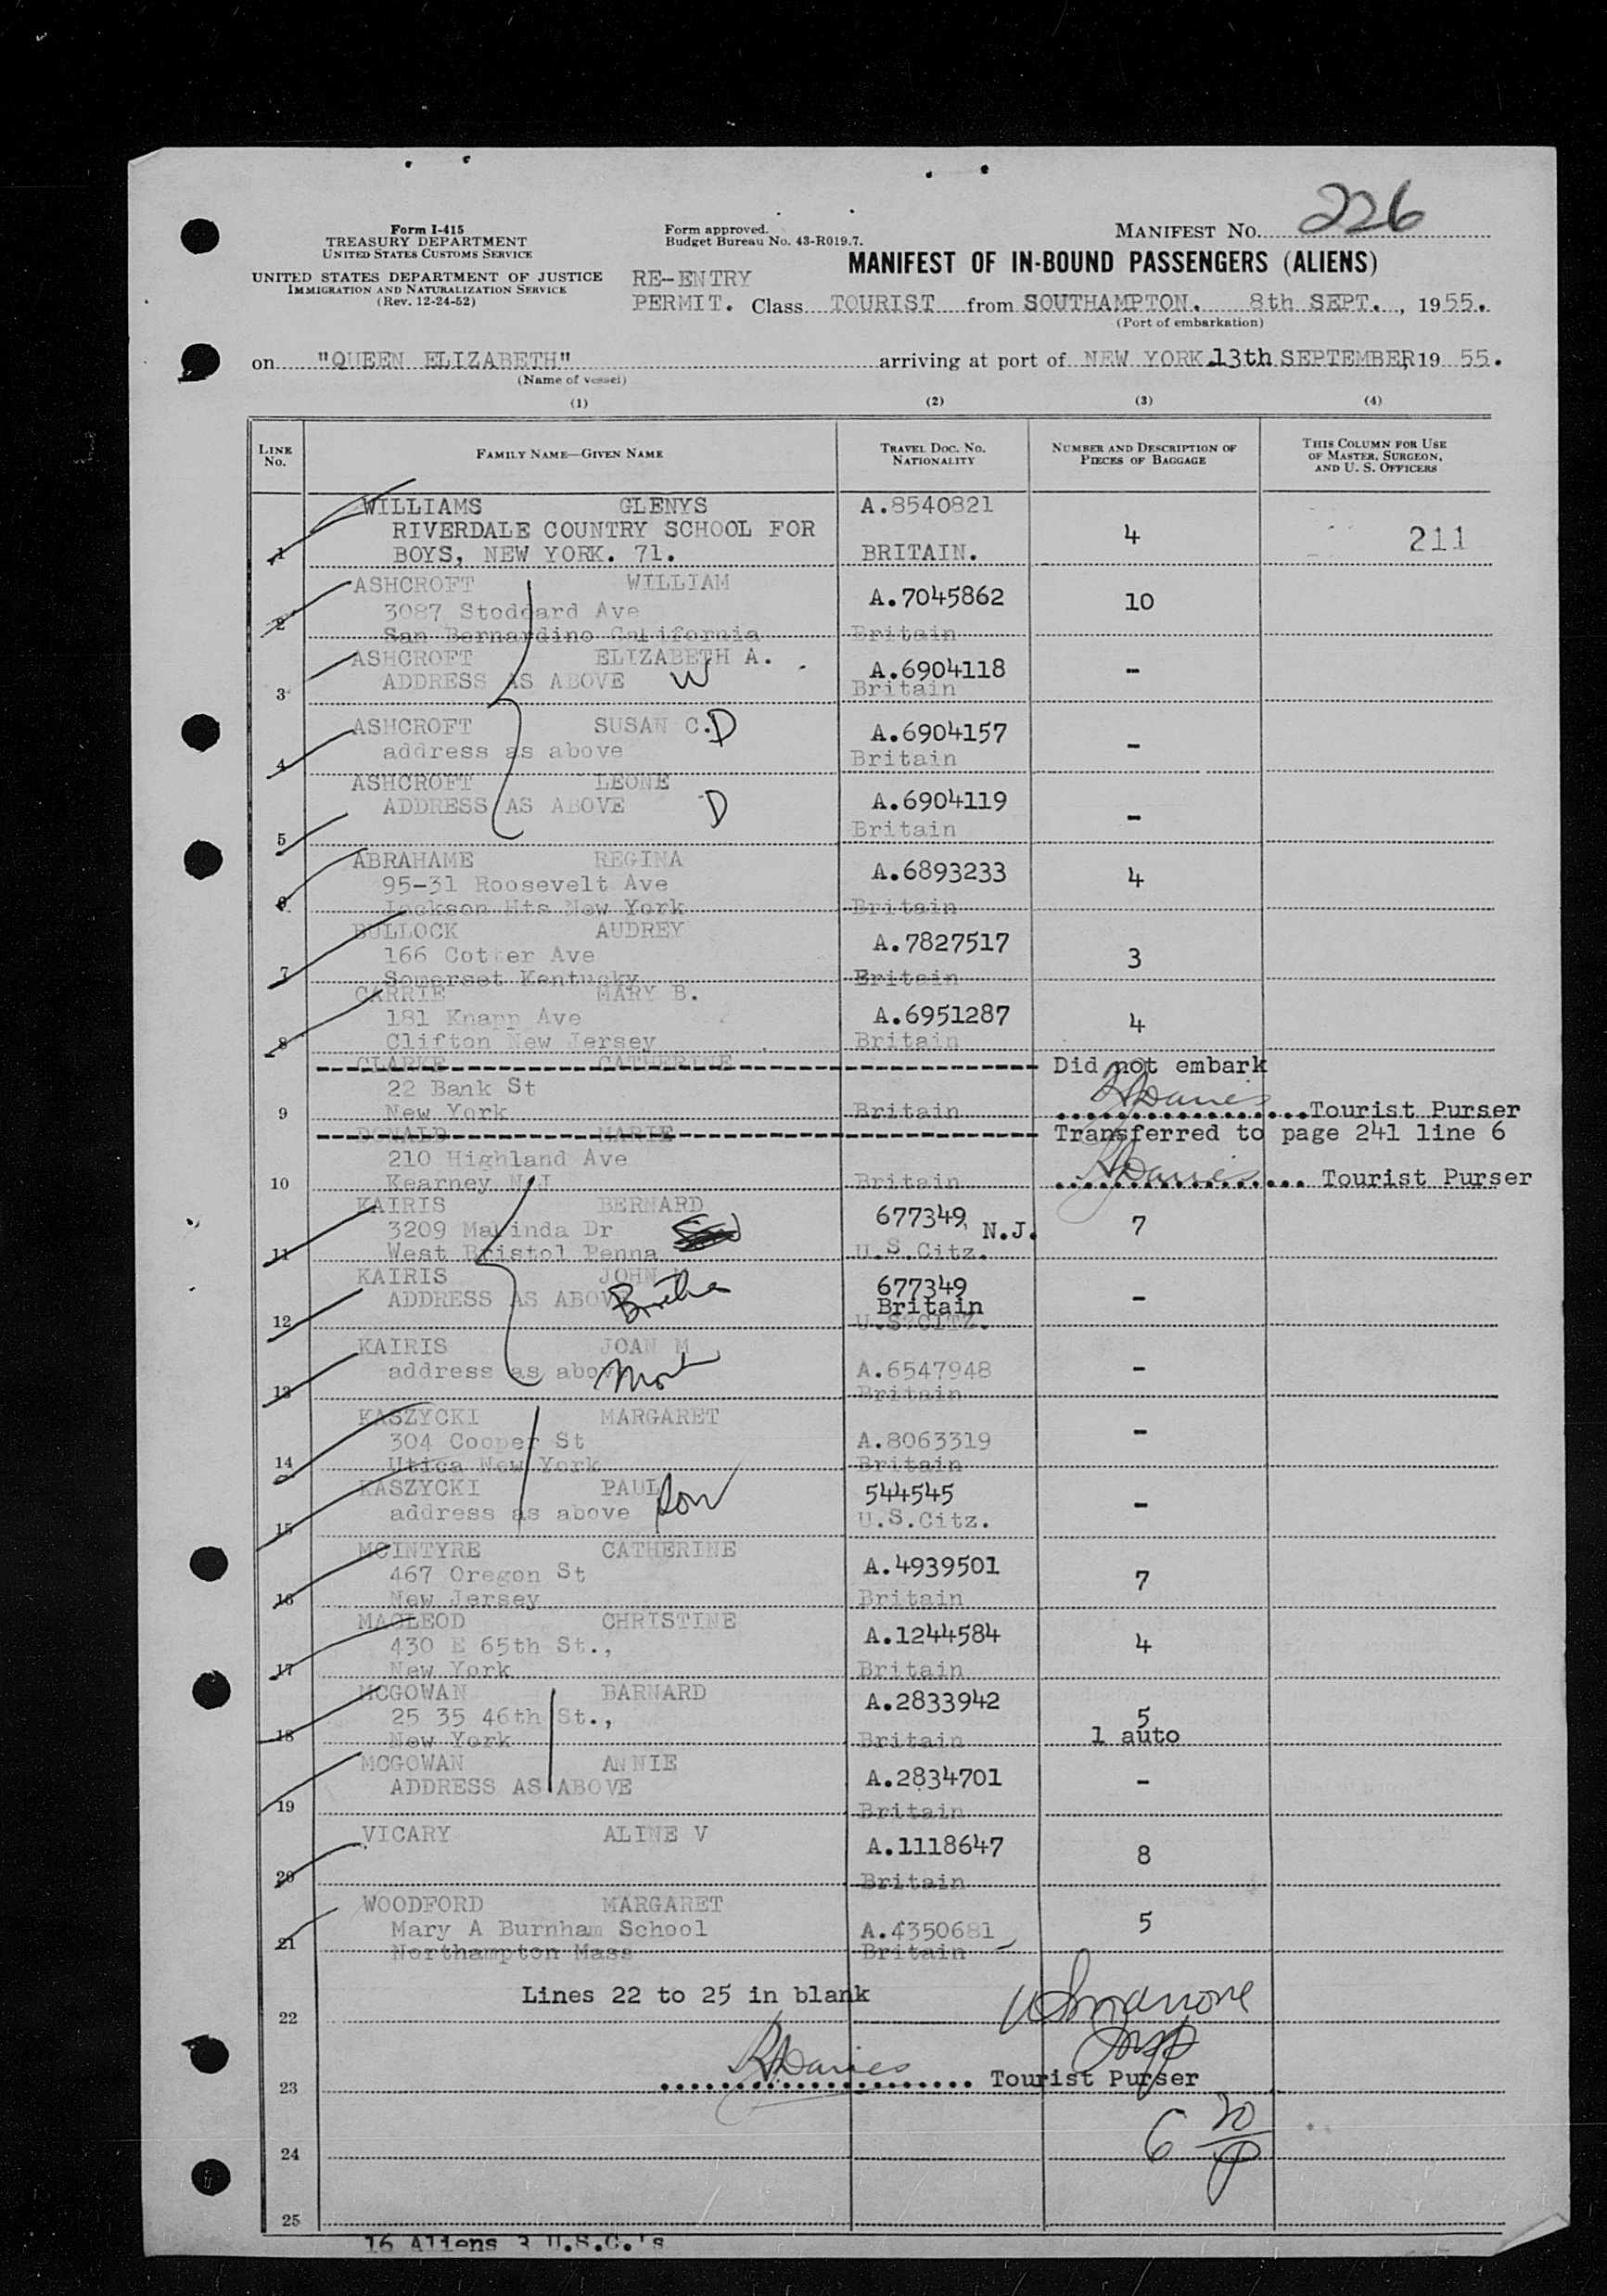 Form I-415
TREASURY DEPARTMENT
UNITED STATES CUSTOMS SERVICE
UNITED STATES DEPARTMENT OF JUSTICE
IMMIGRATION AND NATURALIZATION SERVICE
(Rev. 12-24-52)
Form approved.
Budget Bureau No. 43-R019.7.
MANIFEST No. 226
MANIFEST OF IN-BOUND PASSENGERS (ALIENS)
RE-ENTRY
PERMIT. Class TOURIST from SOUTHAMPTON. 8th SEPT., 1955.
(Port of embarkation)
on "QUEEN ELIZABETH" arriving at port of NEW YORK 13th SEPTEMBER, 1955.
(Name of vessel)
(1) (2) (3) (4)
LINE No. FAMILY NAME—GIVEN NAME TRAVEL DOC. NO. NATIONALITY NUMBER AND DESCRIPTION OF PIECES OF BAGGAGE THIS COLUMN FOR USE OF MASTER, SURGEON, AND U. S. OFFICERS
WILLIAMS GLENYS A.8540821
RIVERDALE COUNTRY SCHOOL FOR 4 211
1 BOYS, NEW YORK. 71. BRITAIN.
ASHCROFT WILLIAM
3087 Stoddard Ave A.7045862 10
2 San Bernardino California Britain
ASHCROFT ELIZABETH A. A.6904118 -
3 ADDRESS AS ABOVE W Britain
ASHCROFT SUSAN C. D A.6904157
4 address as above Britain -
ASHCROFT LEONE A.6904119
5 ADDRESS AS ABOVE D Britain -
ABRAHAME REGINA
95-31 Roosevelt Ave A.6893233 4
6 Jackson Hts New York Britain
BULLOCK AUDREY A.7827517
166 Cotter Ave 3
7 Somerset Kentucky Britain
CARRIE MARY B.
181 Knapp Ave A.6951287 4
8 Clifton New Jersey Britain
CLARKE CATHERINE Did not embark
22 Bank St RDavies
9 New York Britain Tourist Purser
DONALD MARIE Transferred to page 241 line 6
210 Highland Ave RDavies
10 Kearney N J Britain Tourist Purser
KAIRIS BERNARD 677349 N.J. 7
3209 Malinda Dr
11 West Bristol Penna U.S.Citz.
KAIRIS JOHN 677349
12 ADDRESS AS ABOVE Brother Britain -
U.S.CITZ.
KAIRIS JOAN M
13 address as above Moth A.6547948 -
Britain
KASZYCKI MARGARET -
304 Cooper St A.8063319
14 Utica New York Britain
KASZYCKI PAUL 544545
15 address as above Son U.S.Citz. -
MCINTYRE CATHERINE
467 Oregon St A.4939501 7
16 New Jersey Britain
MACLEOD CHRISTINE
430 E 65th St., A.1244584 4
17 New York Britain
MCGOWAN BARNARD A.2833942
25 35 46th St., 5
18 New York Britain 1 auto
MCGOWAN ANNIE
19 ADDRESS AS ABOVE A.2834701 -
Britain
VICARY ALINE V A.1118647 8
20 Britain
WOODFORD MARGARET
Mary A Burnham School A.4350681 5
21 Northampton Mass Britain
Lines 22 to 25 in blank
22
RDavies
23 Tourist Purser
24
25
16 Aliens 3 U.S.C.'s